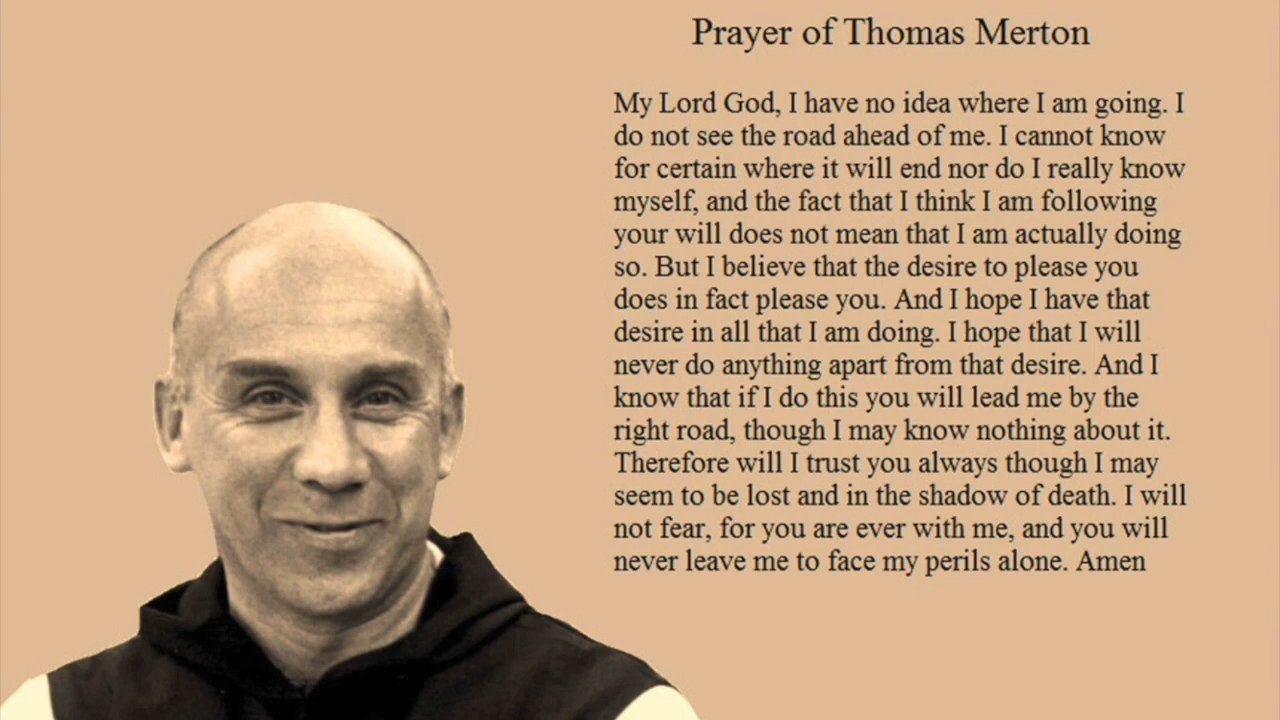 Prayer of Thomas Merton
My Lord God, I have no idea where I am going. I
do not see the road ahead of me. I cannot know
for certain where it will end nor do I really know
myself, and the fact that I think I am following
your will does not mean that I am actually doing
so. But I believe that the desire to please you
does in fact please you. And I hope I have that
desire in all that I am doing. I hope that I will
never do anything apart from that desire. And I
know that if I do this you will lead me by the
right road, though I may know nothing about it.
Therefore will I trust you always though I may
seem to be lost and in the shadow of death. I will
not fear, for you are ever with me, and you will
never leave me to face my perils alone. Amen